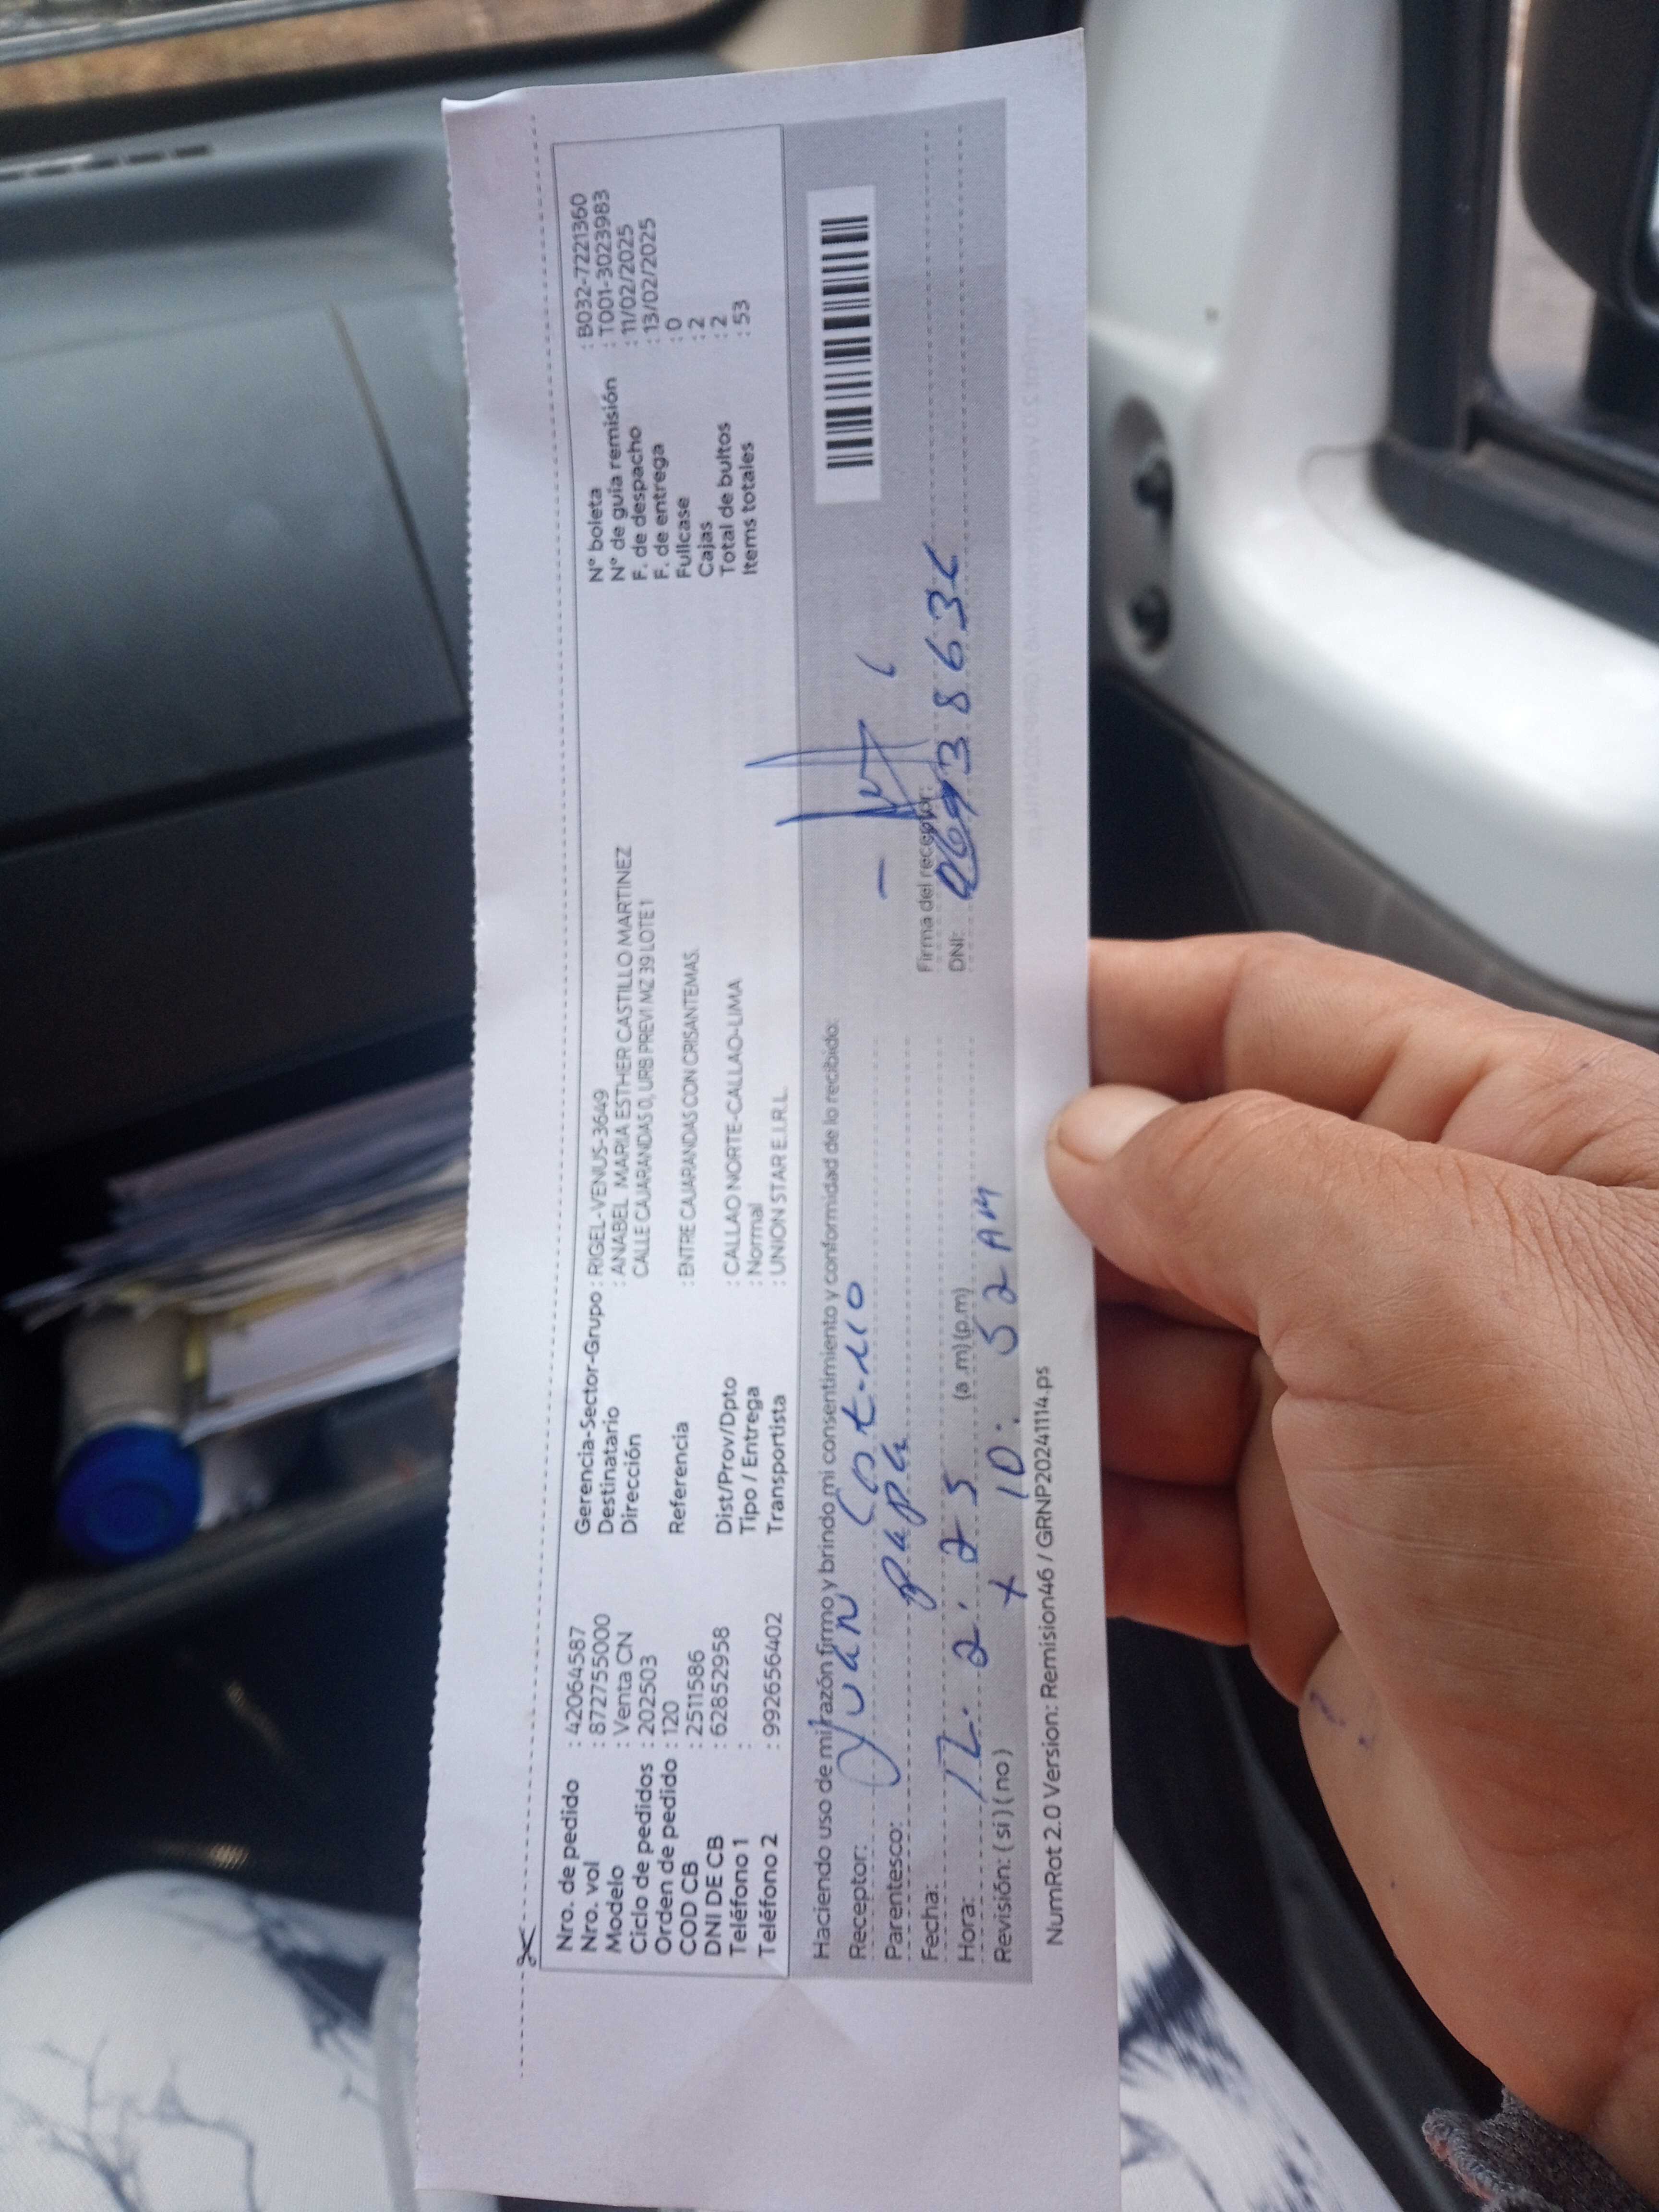 Nro. de pedido : 42064587
Nro. vol : 8727755000
Modelo : Venta CN
Ciclo de pedidos : 202503
Orden de pedido : 120
COD CB : 2511586
DNI DE CB : 62852958
Teléfono 1 :
Teléfono 2 : 992656402
Gerencia-Sector-Grupo : RIGEL-VENUS-3649
Destinatario : ANABEL MARIA ESTHER CASTILLO MARTINEZ
Dirección CALLE CAJARANDAS 0, URB PREVI MZ 39 LOTE 1
Referencia : ENTRE CAJARANDAS CON CRISANTEMAS.
Dist/Prov/Dpto : CALLAO NORTE-CALLAO-LIMA
Tipo / Entrega : Normal
Transportista : UNION STAR E.I.R.L.
N° boleta : B032-7221360
N° de guía remisión : T001-3023983
F. de despacho : 11/02/2025
F. de entrega : 13/02/2025
Fullcase : 0
Cajas : 2
Total de bultos : 2
Items totales : 53
Haciendo uso de mi razón firmo y brindo mi consentimiento y conformidad de lo recibido:
Receptor: Juan
Parentesco: papá
Fecha: 12. 2. 25
Hora: (a.m)(p.m)
Revisión: (si)(no) + 10. 52 AM
Firma del receptor:
DNI:
NumRot 2.0 Version: Remision46 / GRNP20241114.ps